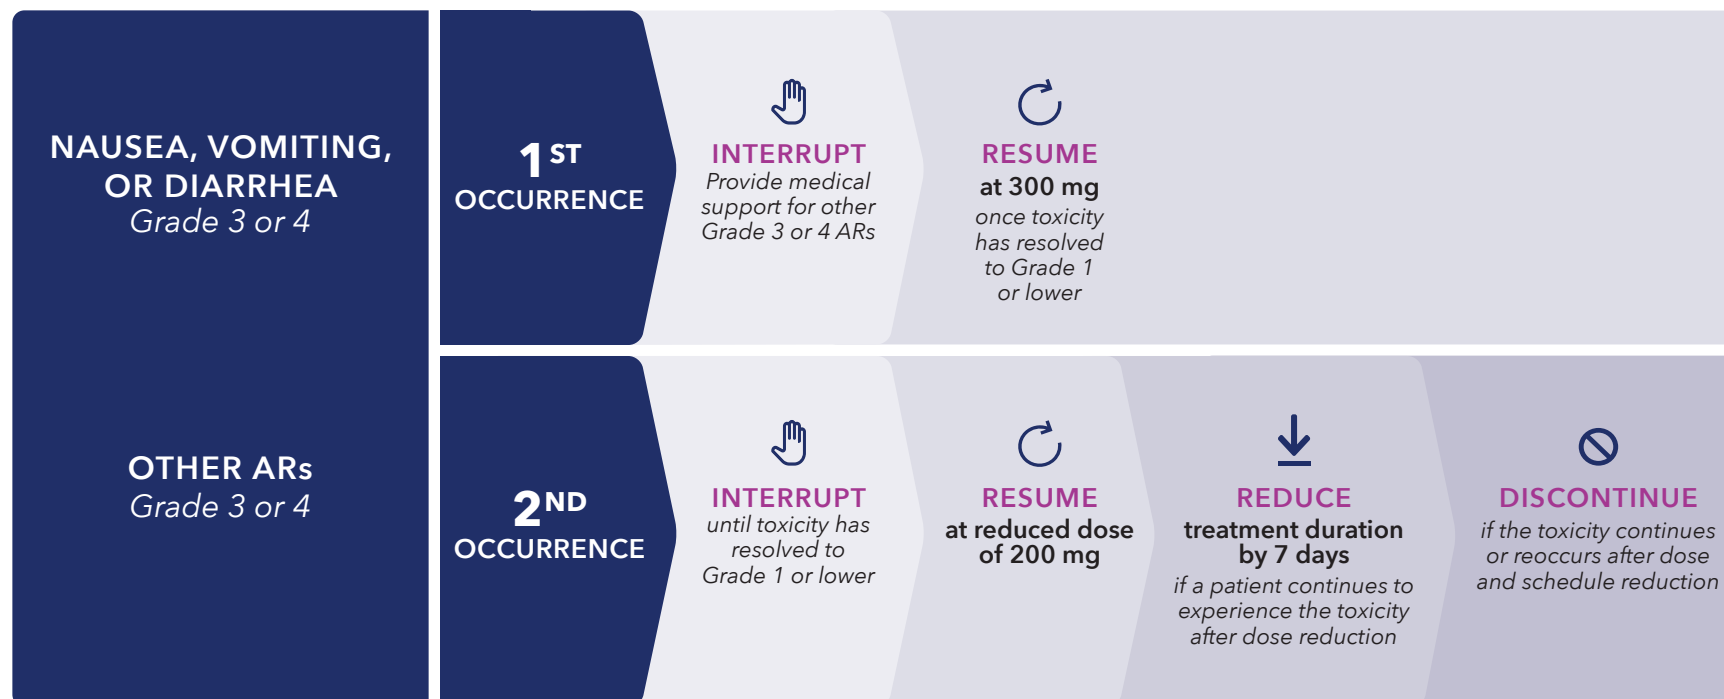 NAUSEA, VOMITING,
OR DIARRHEA
Grade 3 or 4
1ST
OCCURRENCE
INTERRUPT
Provide medical
support for other
Grade 3 or 4 ARs
RESUME
at 300 mg
once toxicity
has resolved
to Grade 1
or lower
OTHER ARs
Grade 3 or 4
2ND
OCCURRENCE
INTERRUPT
until toxicity has
resolved to
Grade 1 or lower
RESUME
at reduced dose
of 200 mg
REDUCE
treatment duration
by 7 days
if a patient continues to
experience the toxicity
after dose reduction
DISCONTINUE
if the toxicity continues
or reoccurs after dose
and schedule reduction